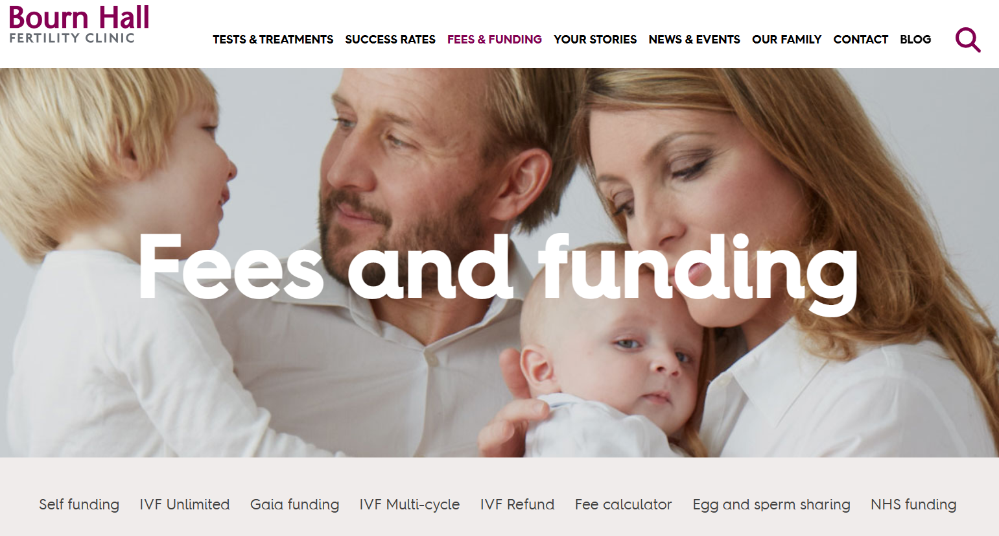 Bourn Hall
FERTILITY CLINIC
TESTS & TREATMENTS SUCCESS RATES FEES & FUNDING YOUR STORIES NEWS & EVENTS OUR FAMILY CONTACT BLOG
Fees and funding
Self funding IVF Unlimited Gaia funding IVF Multi-cycle IVF Refund Fee calculator Egg and sperm sharing NHS funding